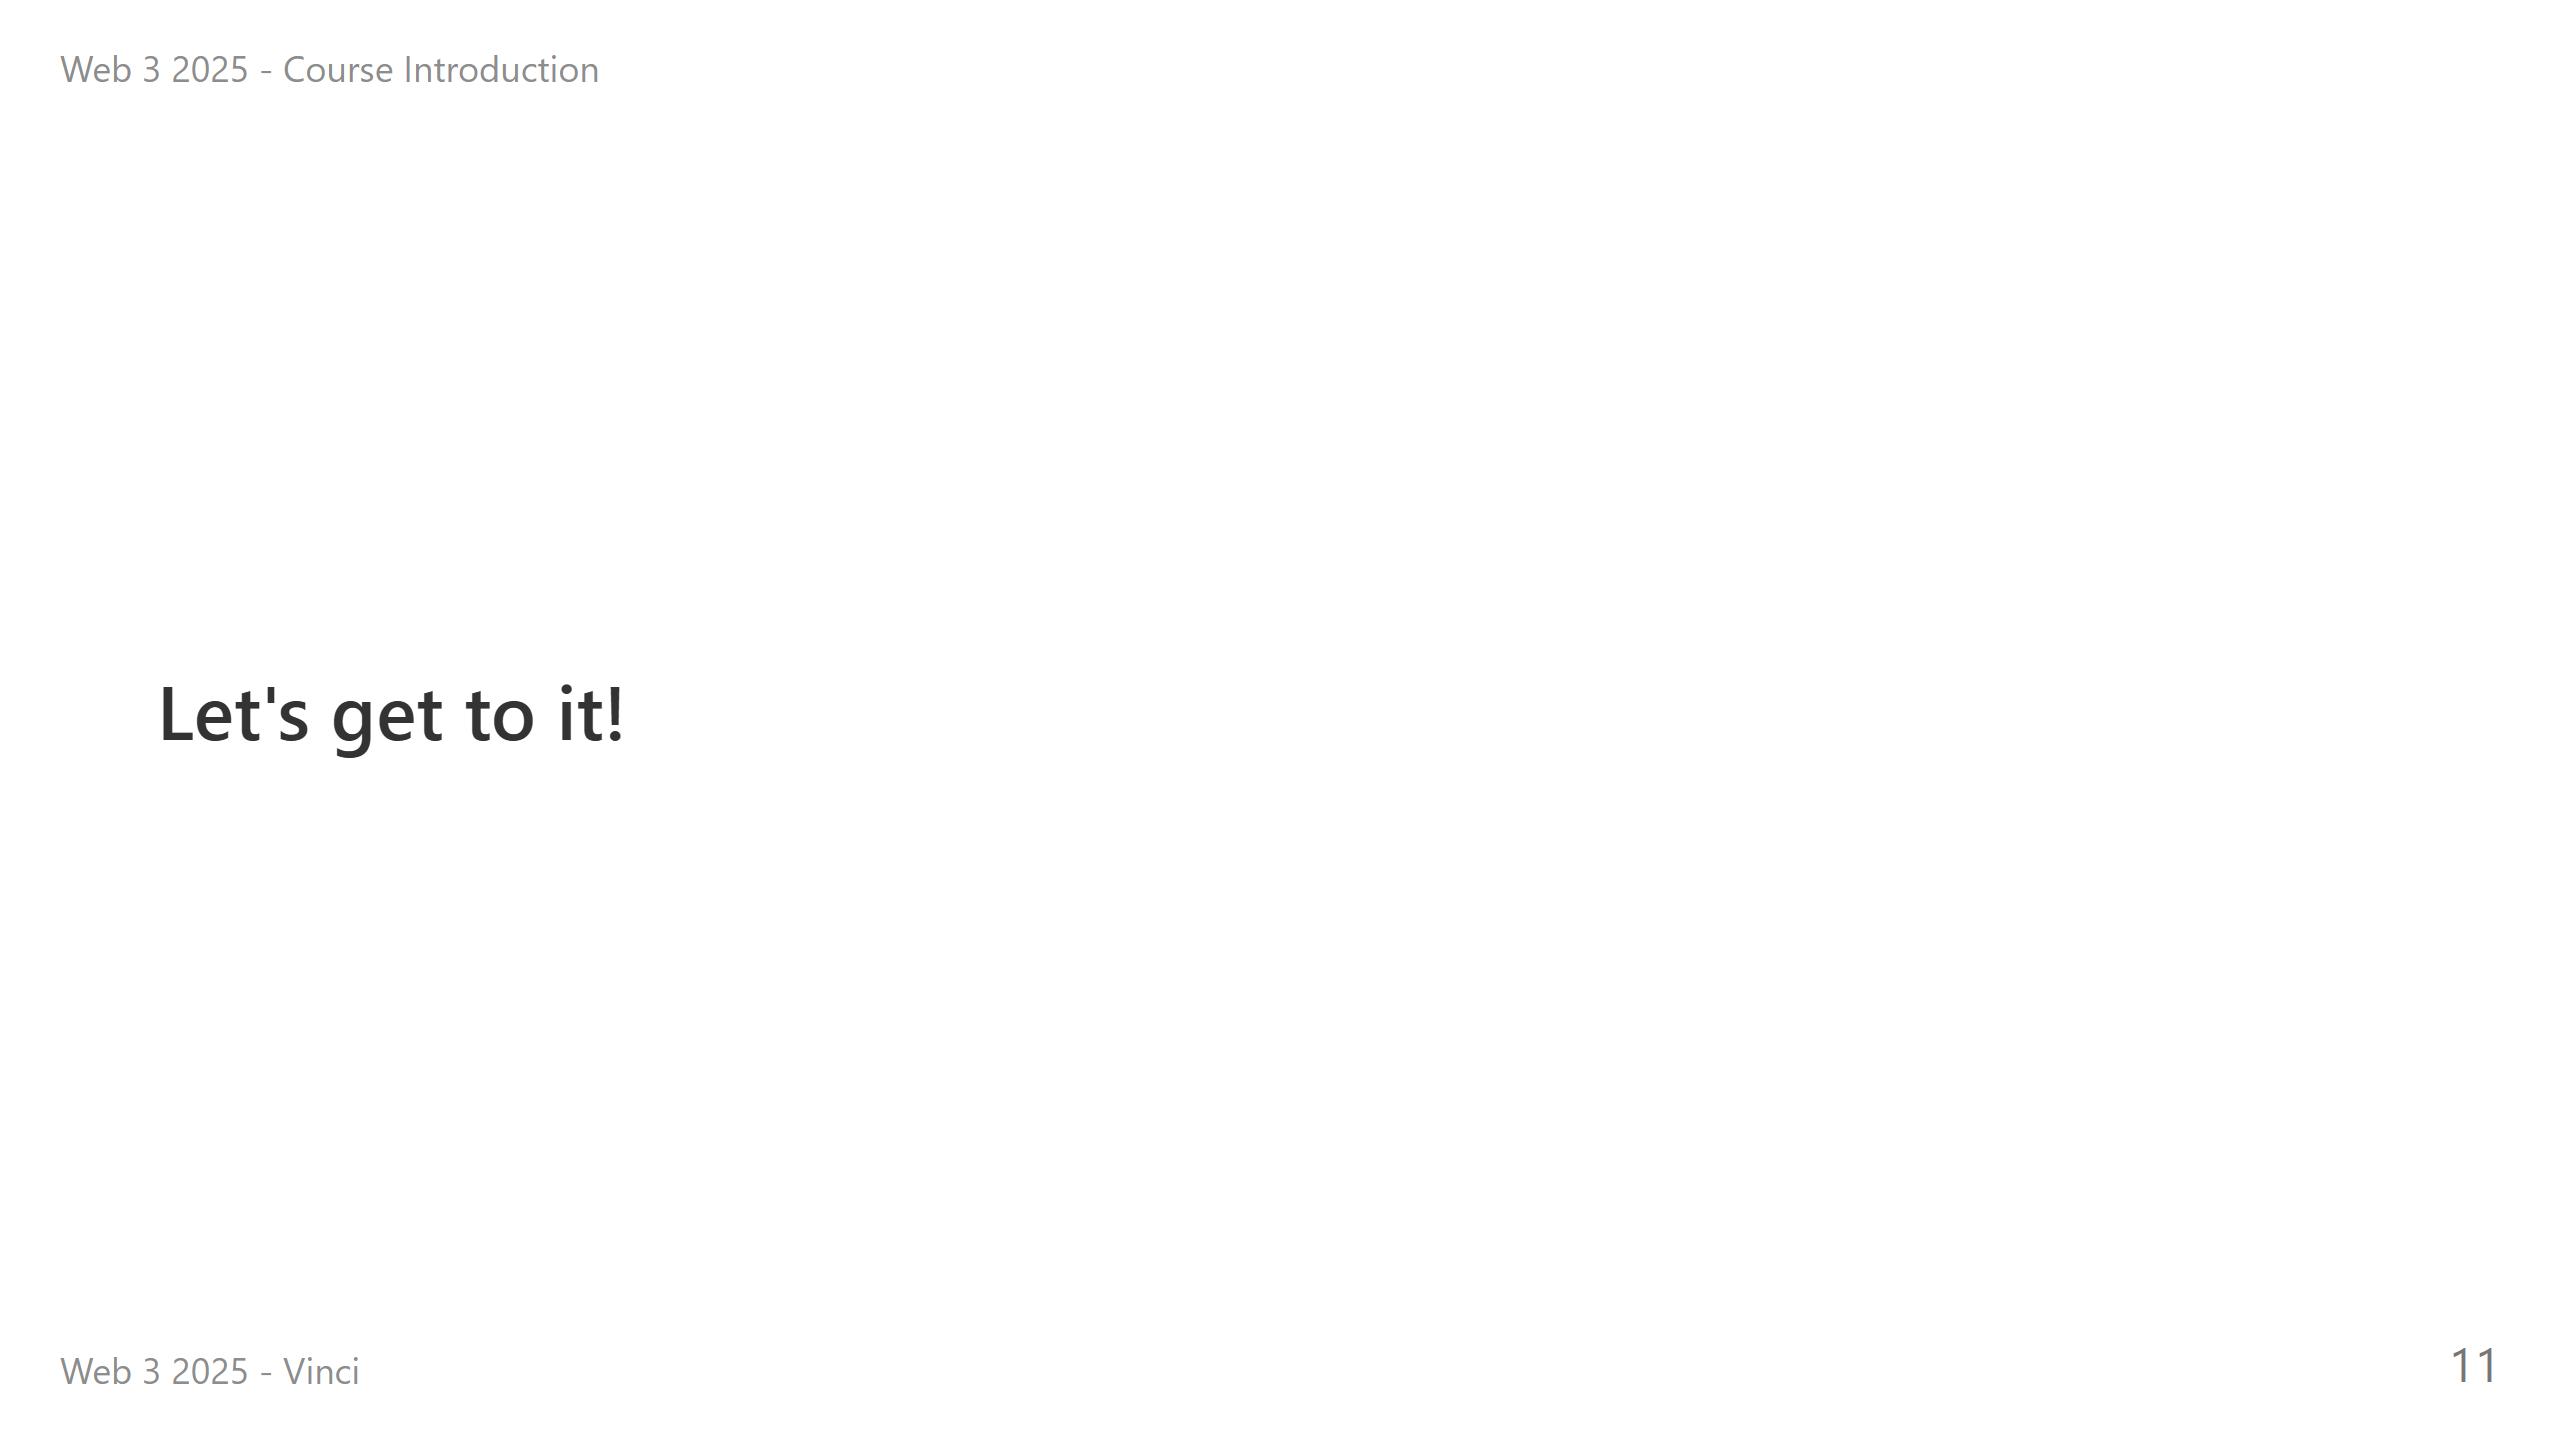 Web 3 2025 - Course Introduction
Let's get to it!
Web 3 2025 - Vinci
11